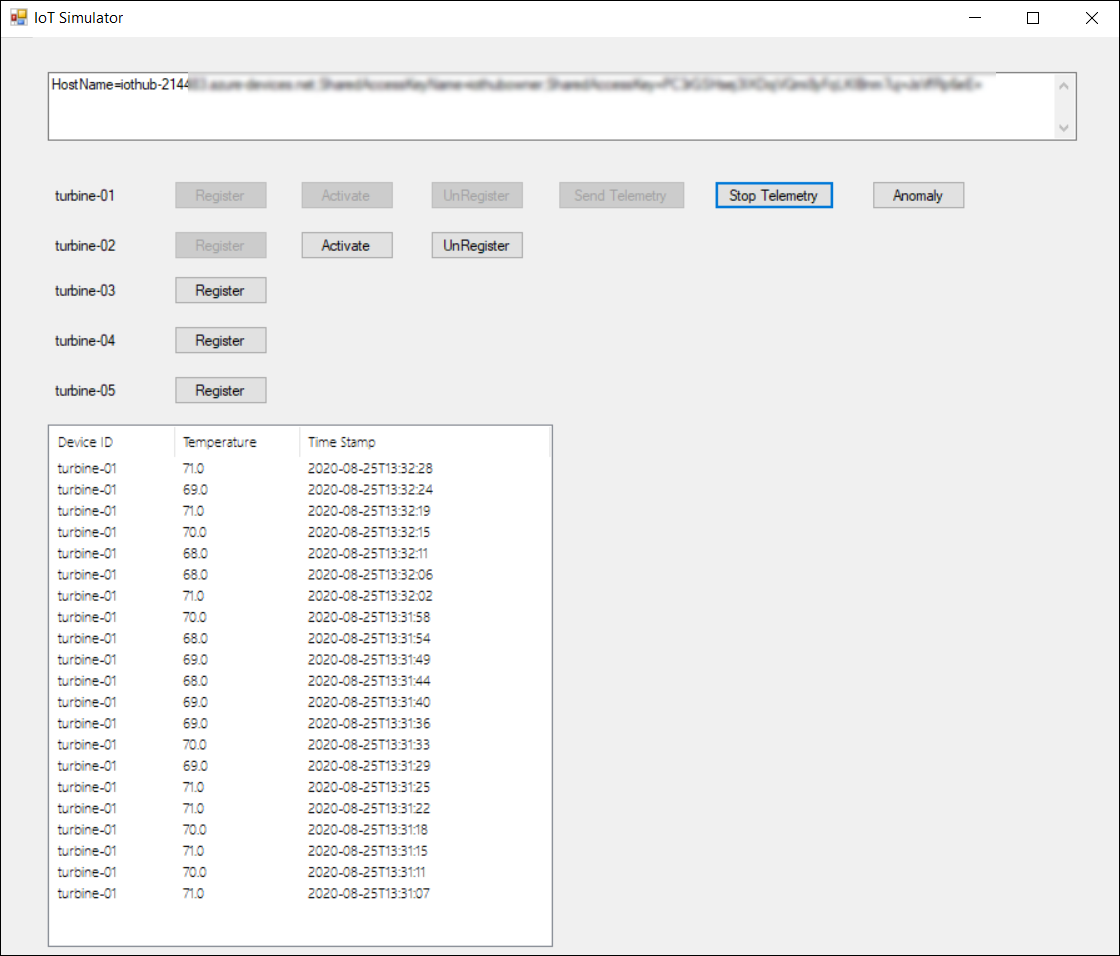 IoT Simulator
HostName=iothub-2144
turbine-01 Register Activate UnRegister Send Telemetry Stop Telemetry Anomaly
turbine-02 Register Activate UnRegister
turbine-03 Register
turbine-04 Register
turbine-05 Register
Device ID Temperature Time Stamp
turbine-01 71.0 2020-08-25T13:32:28
turbine-01 69.0 2020-08-25T13:32:24
turbine-01 71.0 2020-08-25T13:32:19
turbine-01 70.0 2020-08-25T13:32:15
turbine-01 68.0 2020-08-25T13:32:11
turbine-01 68.0 2020-08-25T13:32:06
turbine-01 71.0 2020-08-25T13:32:02
turbine-01 70.0 2020-08-25T13:31:58
turbine-01 68.0 2020-08-25T13:31:54
turbine-01 69.0 2020-08-25T13:31:49
turbine-01 68.0 2020-08-25T13:31:44
turbine-01 69.0 2020-08-25T13:31:40
turbine-01 69.0 2020-08-25T13:31:36
turbine-01 70.0 2020-08-25T13:31:33
turbine-01 69.0 2020-08-25T13:31:29
turbine-01 71.0 2020-08-25T13:31:25
turbine-01 71.0 2020-08-25T13:31:22
turbine-01 70.0 2020-08-25T13:31:18
turbine-01 71.0 2020-08-25T13:31:15
turbine-01 70.0 2020-08-25T13:31:11
turbine-01 71.0 2020-08-25T13:31:07